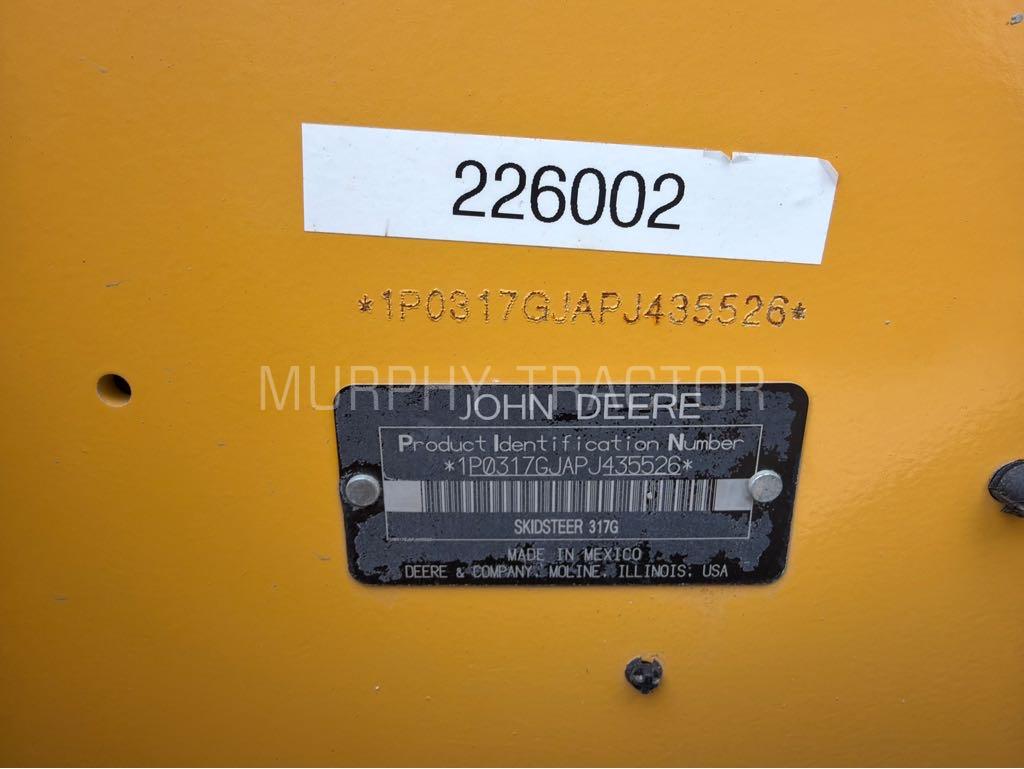 226002
*1P0317GJAPJ435526*
MURPHY TRACTOR
JOHN DEERE
Product Identification Number
*1P0317GJAPJ435526*
SKIDSTEER 317G
MADE IN MEXICO
DEERE & COMPANY, MOLINE, ILLINOIS, USA